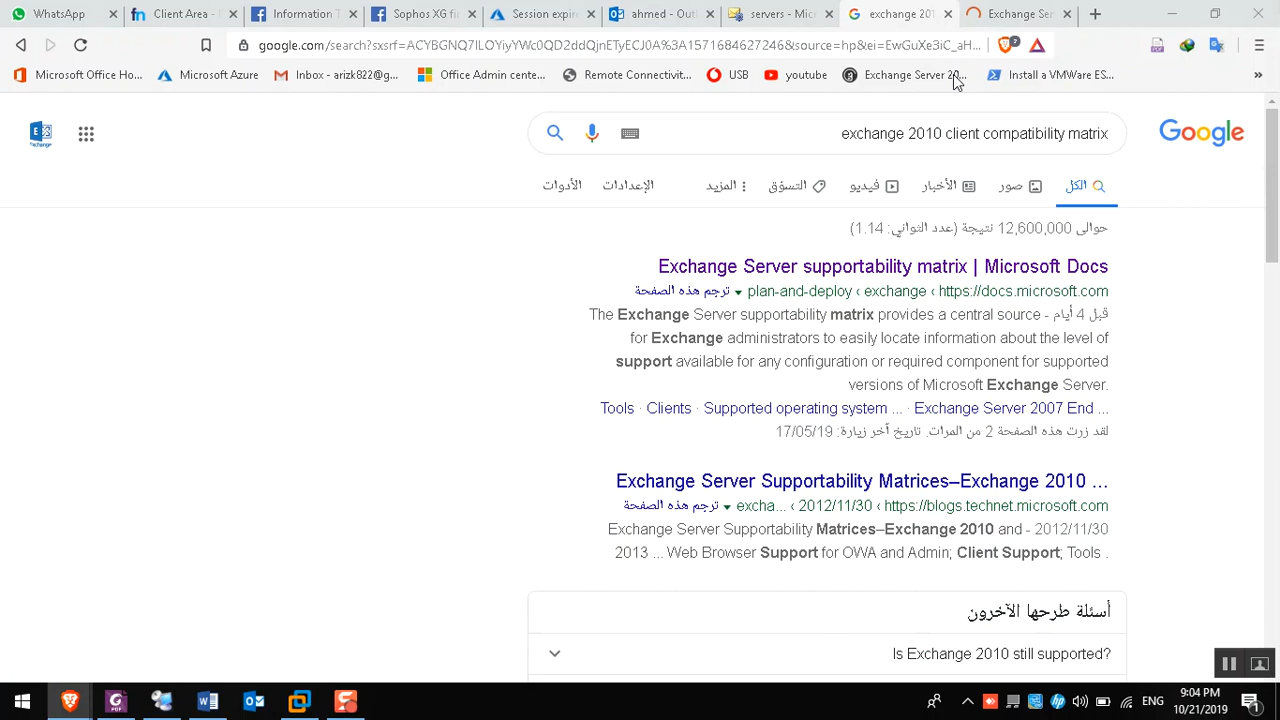 WhatsApp
Client Area -
Information T
Sophos XG fi
Session expir
ahmed - Outl
servers - Micr
exchange 201
Exchange Ser
google.com/search?sxsrf=ACYBGNQ7ILOYiyYWc0QD2dDQjnETyECJ0A%3A1571684627246&source=hp&ei=EwGuXe3iC_aH...
Microsoft Office Ho...
Microsoft Azure
Inbox - arizk822@g...
Office Admin cente...
Remote Connectivit...
USB
youtube
Exchange Server 20...
Install a VMWare ES...
exchange 2010 client compatibility matrix
Google
الكل
صور
الأخبار
فيديو
التسوّق
المزيد
الإعدادات
الأدوات
حوالى 12,600,000 نتيجة (عدد الثواني: 1.14)
Exchange Server supportability matrix | Microsoft Docs
https://docs.microsoft.com › exchange › plan-and-deploy ترجم هذه الصفحة
قبل 4 أيام - The Exchange Server supportability matrix provides a central source
for Exchange administrators to easily locate information about the level of
support available for any configuration or required component for supported
versions of Microsoft Exchange Server.
Tools · Clients · Supported operating system ... · Exchange Server 2007 End ...
لقد زرت هذه الصفحة 2 من المرات. تاريخ آخر زيارة: 17/05/19
Exchange Server Supportability Matrices–Exchange 2010 ...
https://blogs.technet.microsoft.com › 2012/11/30 › excha... ترجم هذه الصفحة
Exchange Server Supportability Matrices–Exchange 2010 and - 2012/11/30
2013 ... Web Browser Support for OWA and Admin; Client Support; Tools .
أسئلة طرحها الآخرون
Is Exchange 2010 still supported?
ENG
9:04 PM
10/21/2019